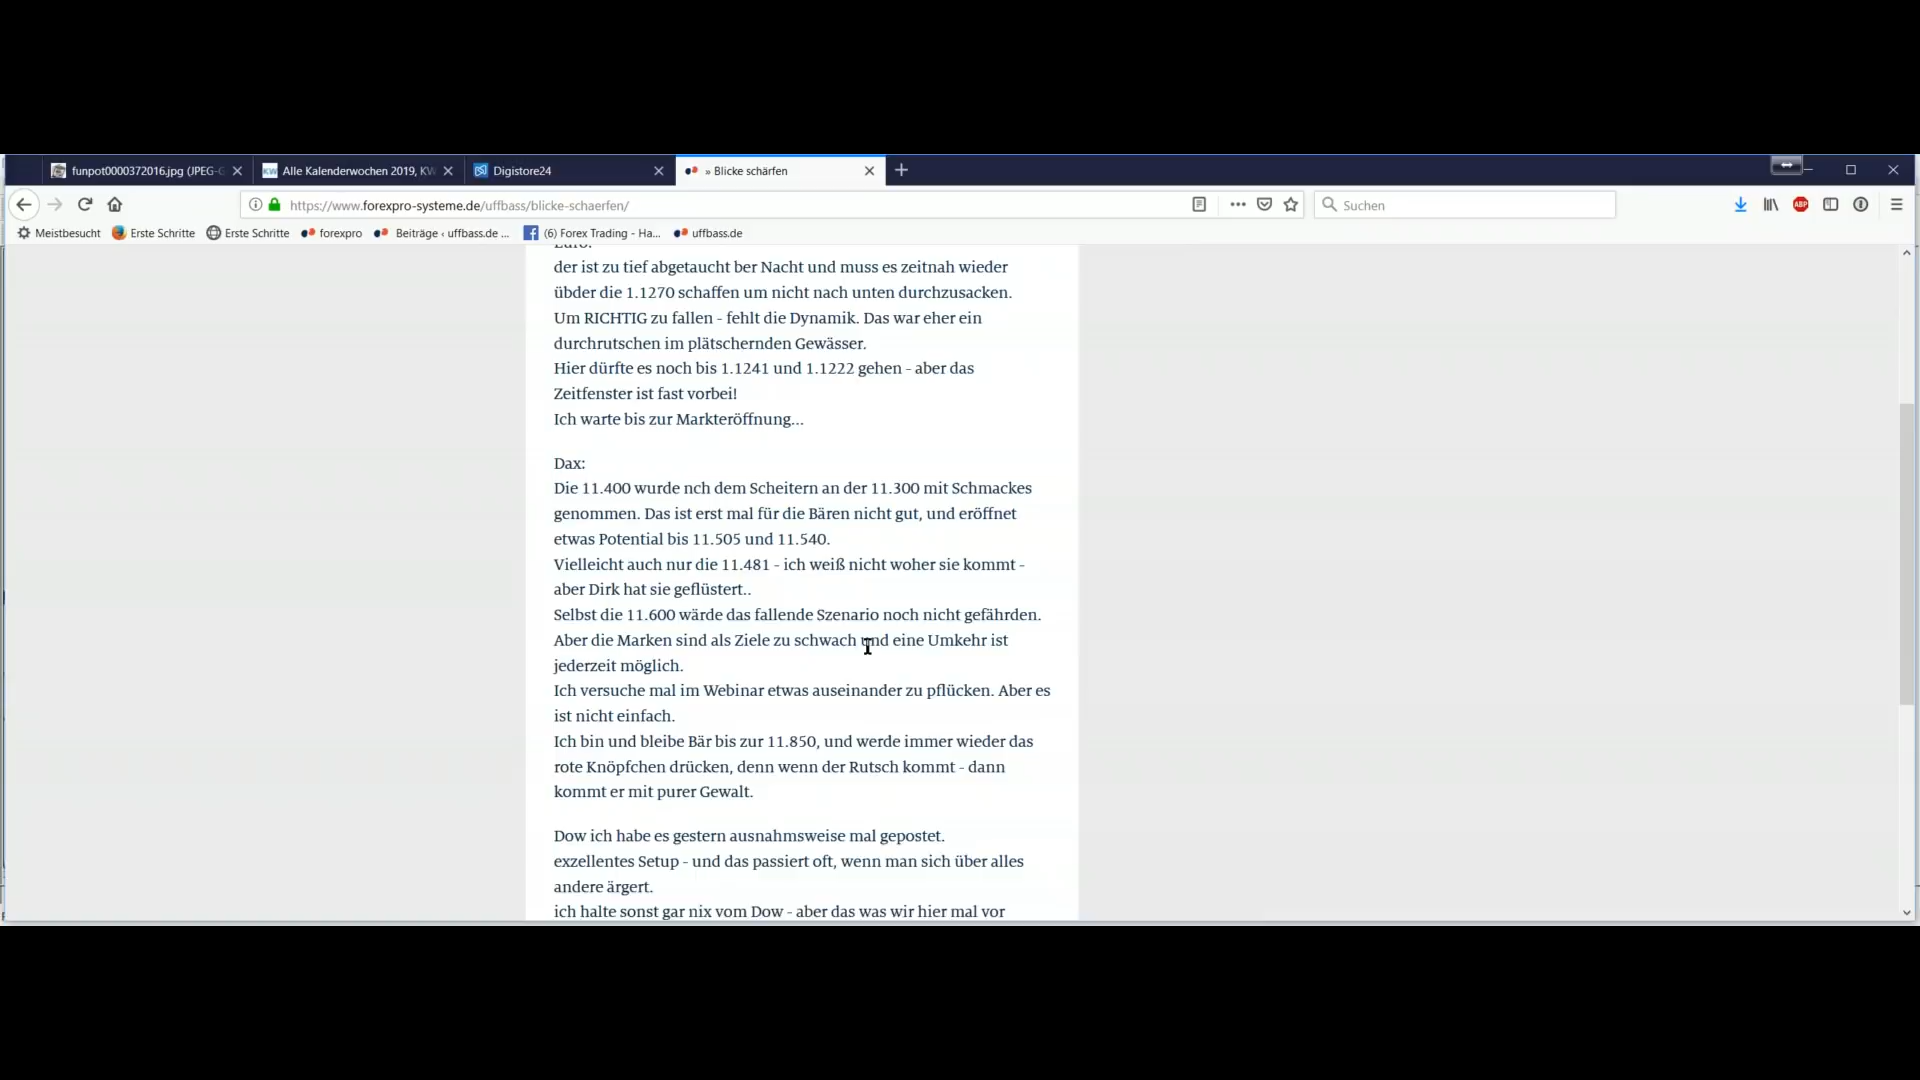 funpot0000372016.jpg (JPEG-G
Alle Kalenderwochen 2019, KW
Digistore24
» Blicke schärfen
https://www.forexpro-systeme.de/uffbass/blicke-schaerfen/
Suchen
ABP
Meistbesucht
Erste Schritte
Erste Schritte
forexpro
Beiträge ‹ uffbass.de ...
(6) Forex Trading - Ha...
uffbass.de
Euro:
der ist zu tief abgetaucht ber Nacht und muss es zeitnah wieder
übder die 1.1270 schaffen um nicht nach unten durchzusacken.
Um RICHTIG zu fallen - fehlt die Dynamik. Das war eher ein
durchrutschen im plätschernden Gewässer.
Hier dürfte es noch bis 1.1241 und 1.1222 gehen - aber das
Zeitfenster ist fast vorbei!
Ich warte bis zur Markteröffnung...
Dax:
Die 11.400 wurde nch dem Scheitern an der 11.300 mit Schmackes
genommen. Das ist erst mal für die Bären nicht gut, und eröffnet
etwas Potential bis 11.505 und 11.540.
Vielleicht auch nur die 11.481 - ich weiß nicht woher sie kommt -
aber Dirk hat sie geflüstert..
Selbst die 11.600 wärde das fallende Szenario noch nicht gefährden.
Aber die Marken sind als Ziele zu schwach und eine Umkehr ist
jederzeit möglich.
Ich versuche mal im Webinar etwas auseinander zu pflücken. Aber es
ist nicht einfach.
Ich bin und bleibe Bär bis zur 11.850, und werde immer wieder das
rote Knöpfchen drücken, denn wenn der Rutsch kommt - dann
kommt er mit purer Gewalt.
Dow ich habe es gestern ausnahmsweise mal gepostet.
exzellentes Setup - und das passiert oft, wenn man sich über alles
andere ärgert.
ich halte sonst gar nix vom Dow - aber das was wir hier mal vor